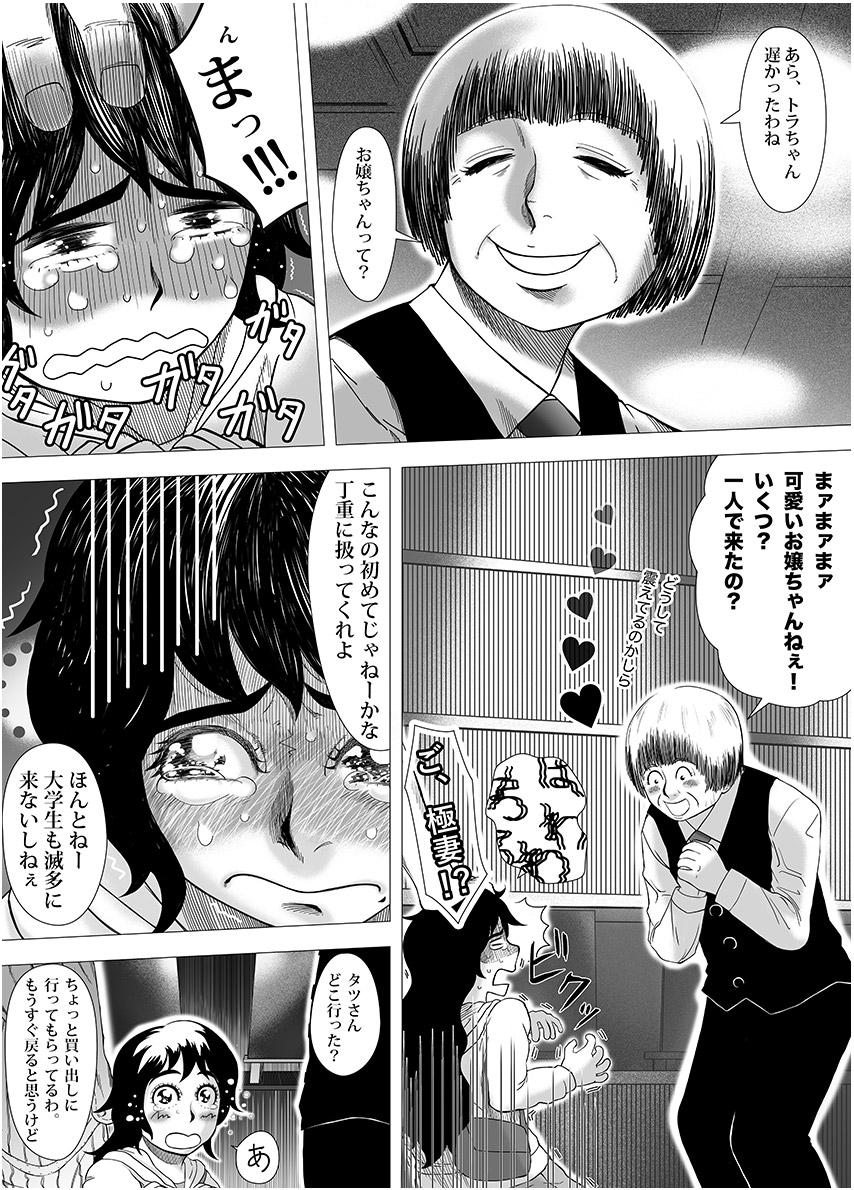 あら、トラちゃん
遅かったわね
お嬢ちゃんって？
ん
まっ!!!
ガタ
ガタ
ガタ
ガタ
まァまァまァ
可愛いお嬢ちゃんねぇ！
いくつ？
一人で来たの？
どうして
震えてるのかしら
ご、極妻!?
ビクッ
こんなの初めてじゃねーかな
丁重に扱ってくれよ
ほんとねー
大学生も滅多に
来ないしねぇ
タツさん
どこ行った？
あ
ちょっと買い出しに
行ってもらってるわ。
もうすぐ戻ると思うけど